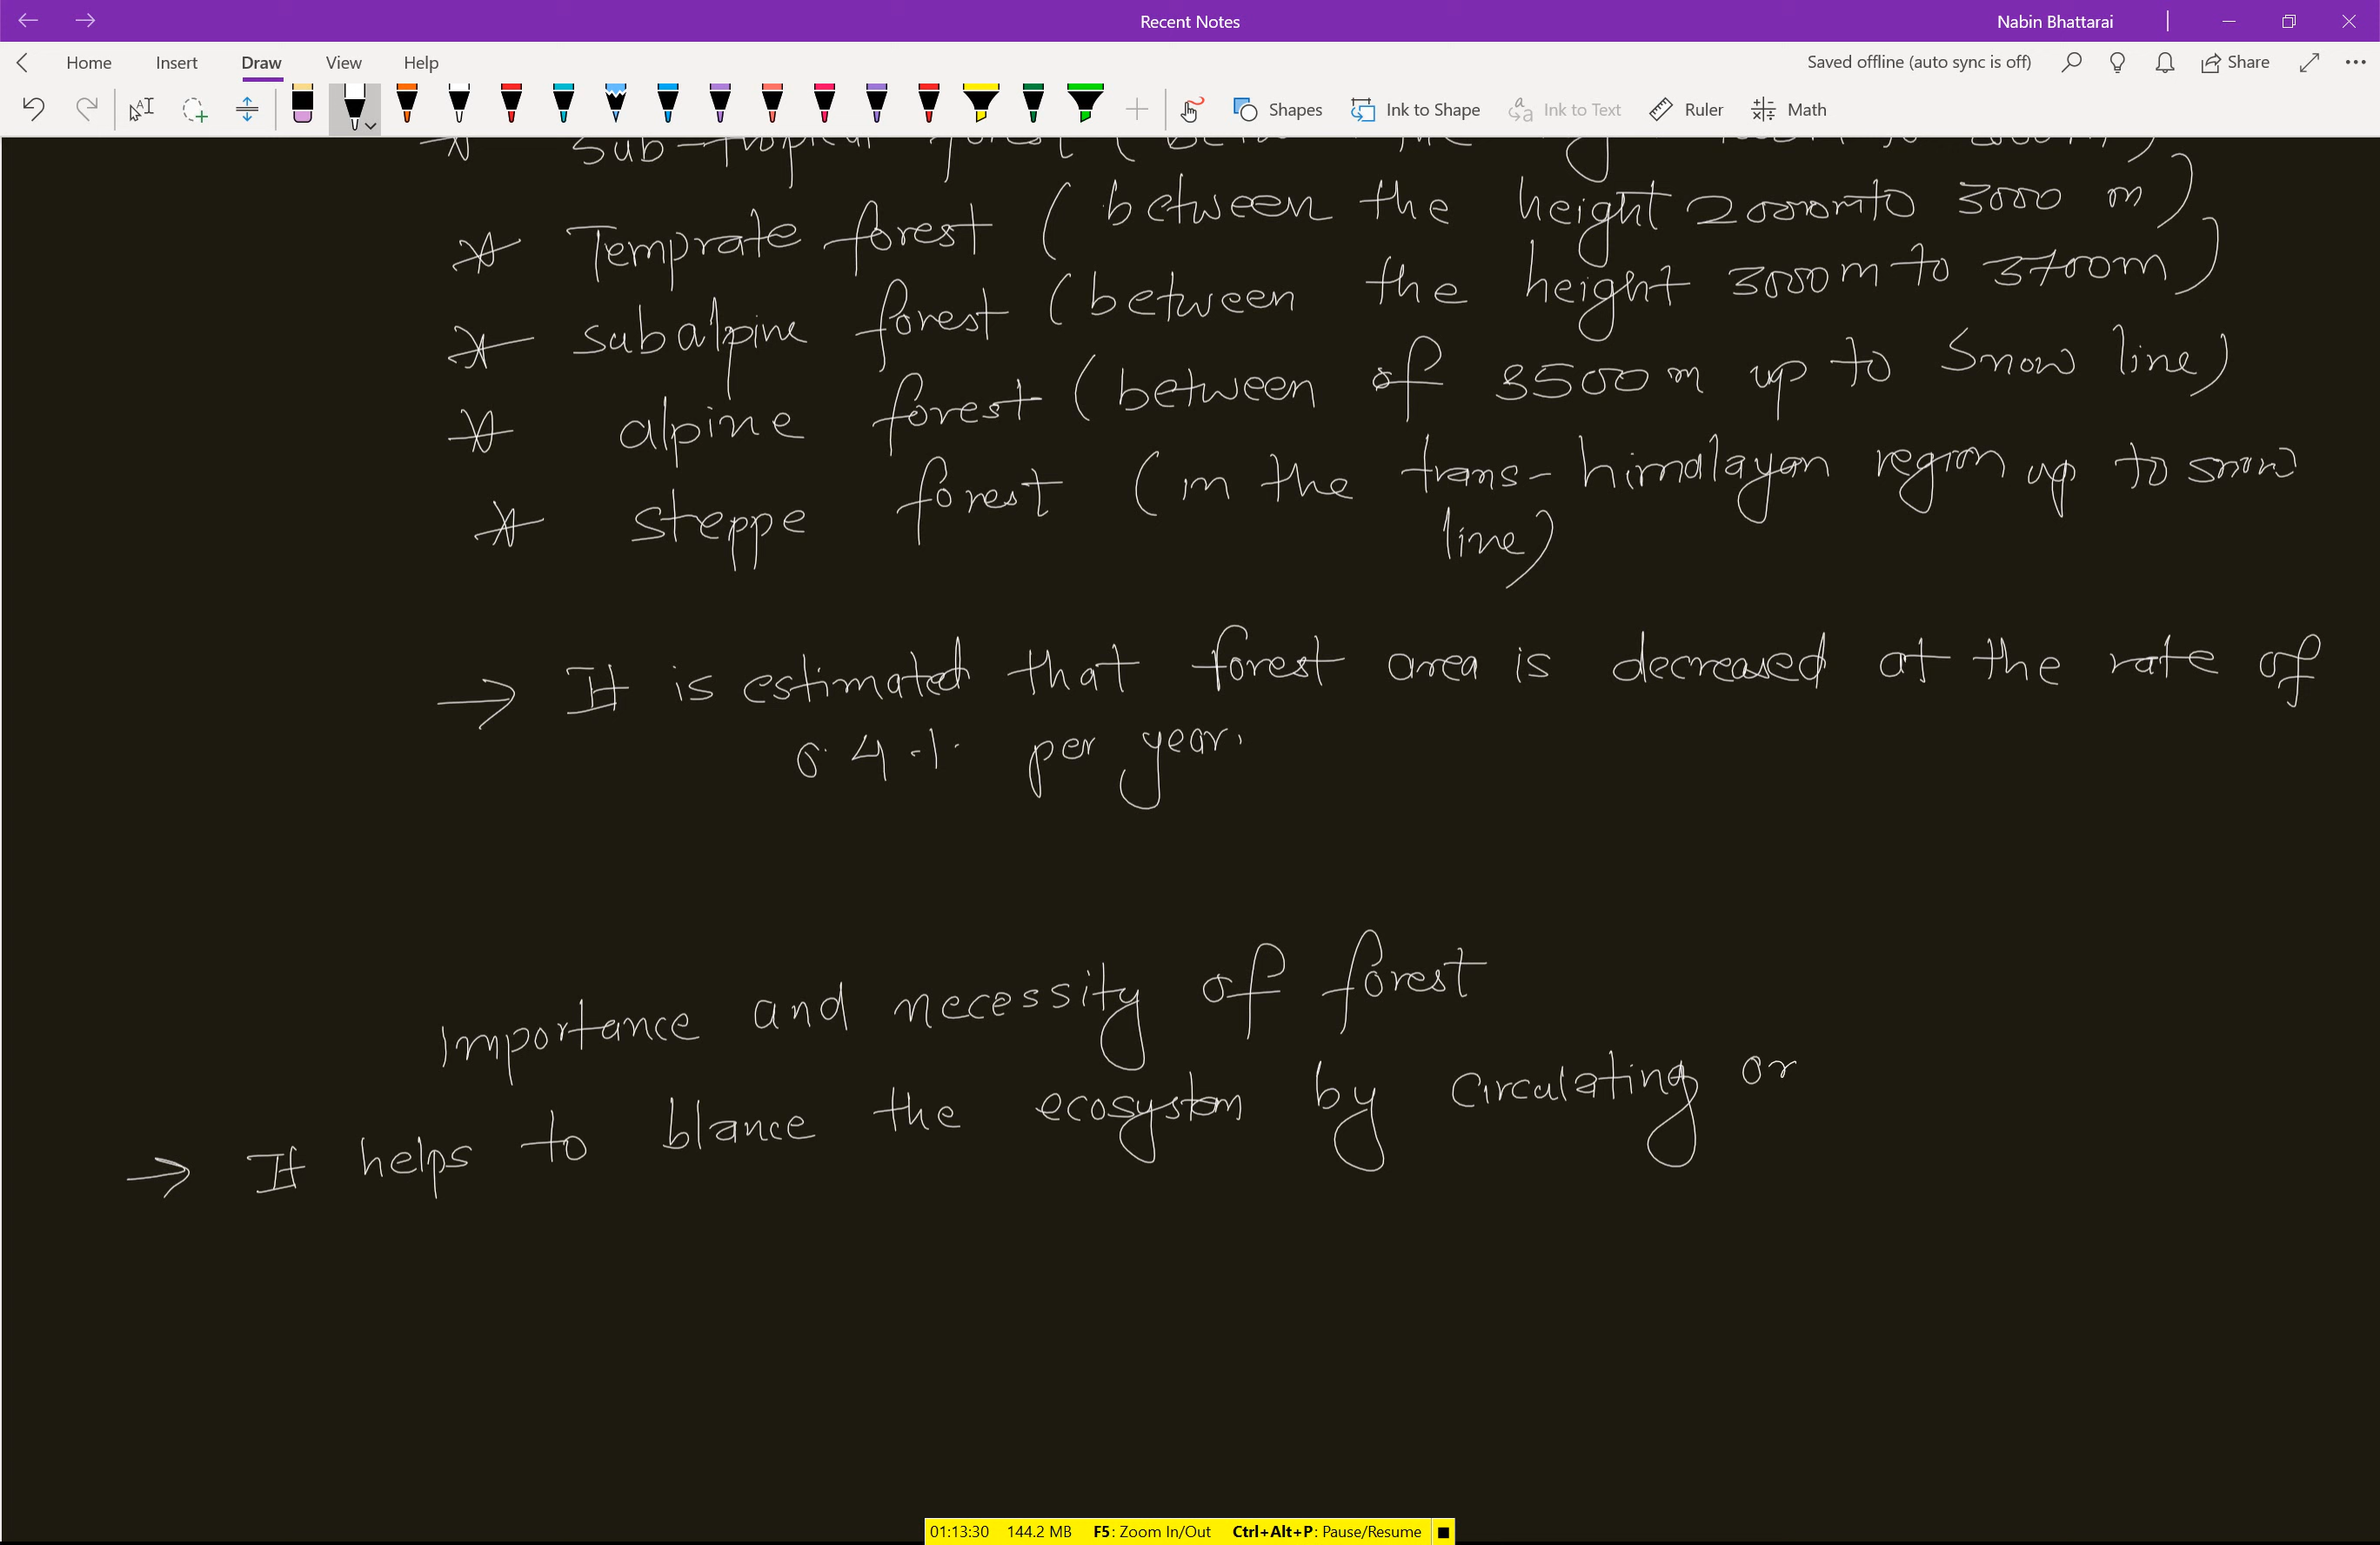 Recent Notes
Nabin Bhattarai
Home Insert Draw View Help
Saved offline (auto sync is off)
Share
Shapes Ink to Shape Ink to Text Ruler Math
* Sub-tropical forest (
* Temprate forest (between the height 2000m to 3000 m)
* subalpine forest (between the height 3000m to 3700m)
* alpine forest (between of 3500m up to Snow line)
* steppe forest (in the trans-himalayan region up to snow
line)
→ It is estimated that forest area is decreased at the rate of
0.4 % per year.
Importance and necessity of forest
→ It helps to blance the ecosystem by circulating or
01:13:30 144.2 MB F5: Zoom In/Out Ctrl+Alt+P: Pause/Resume